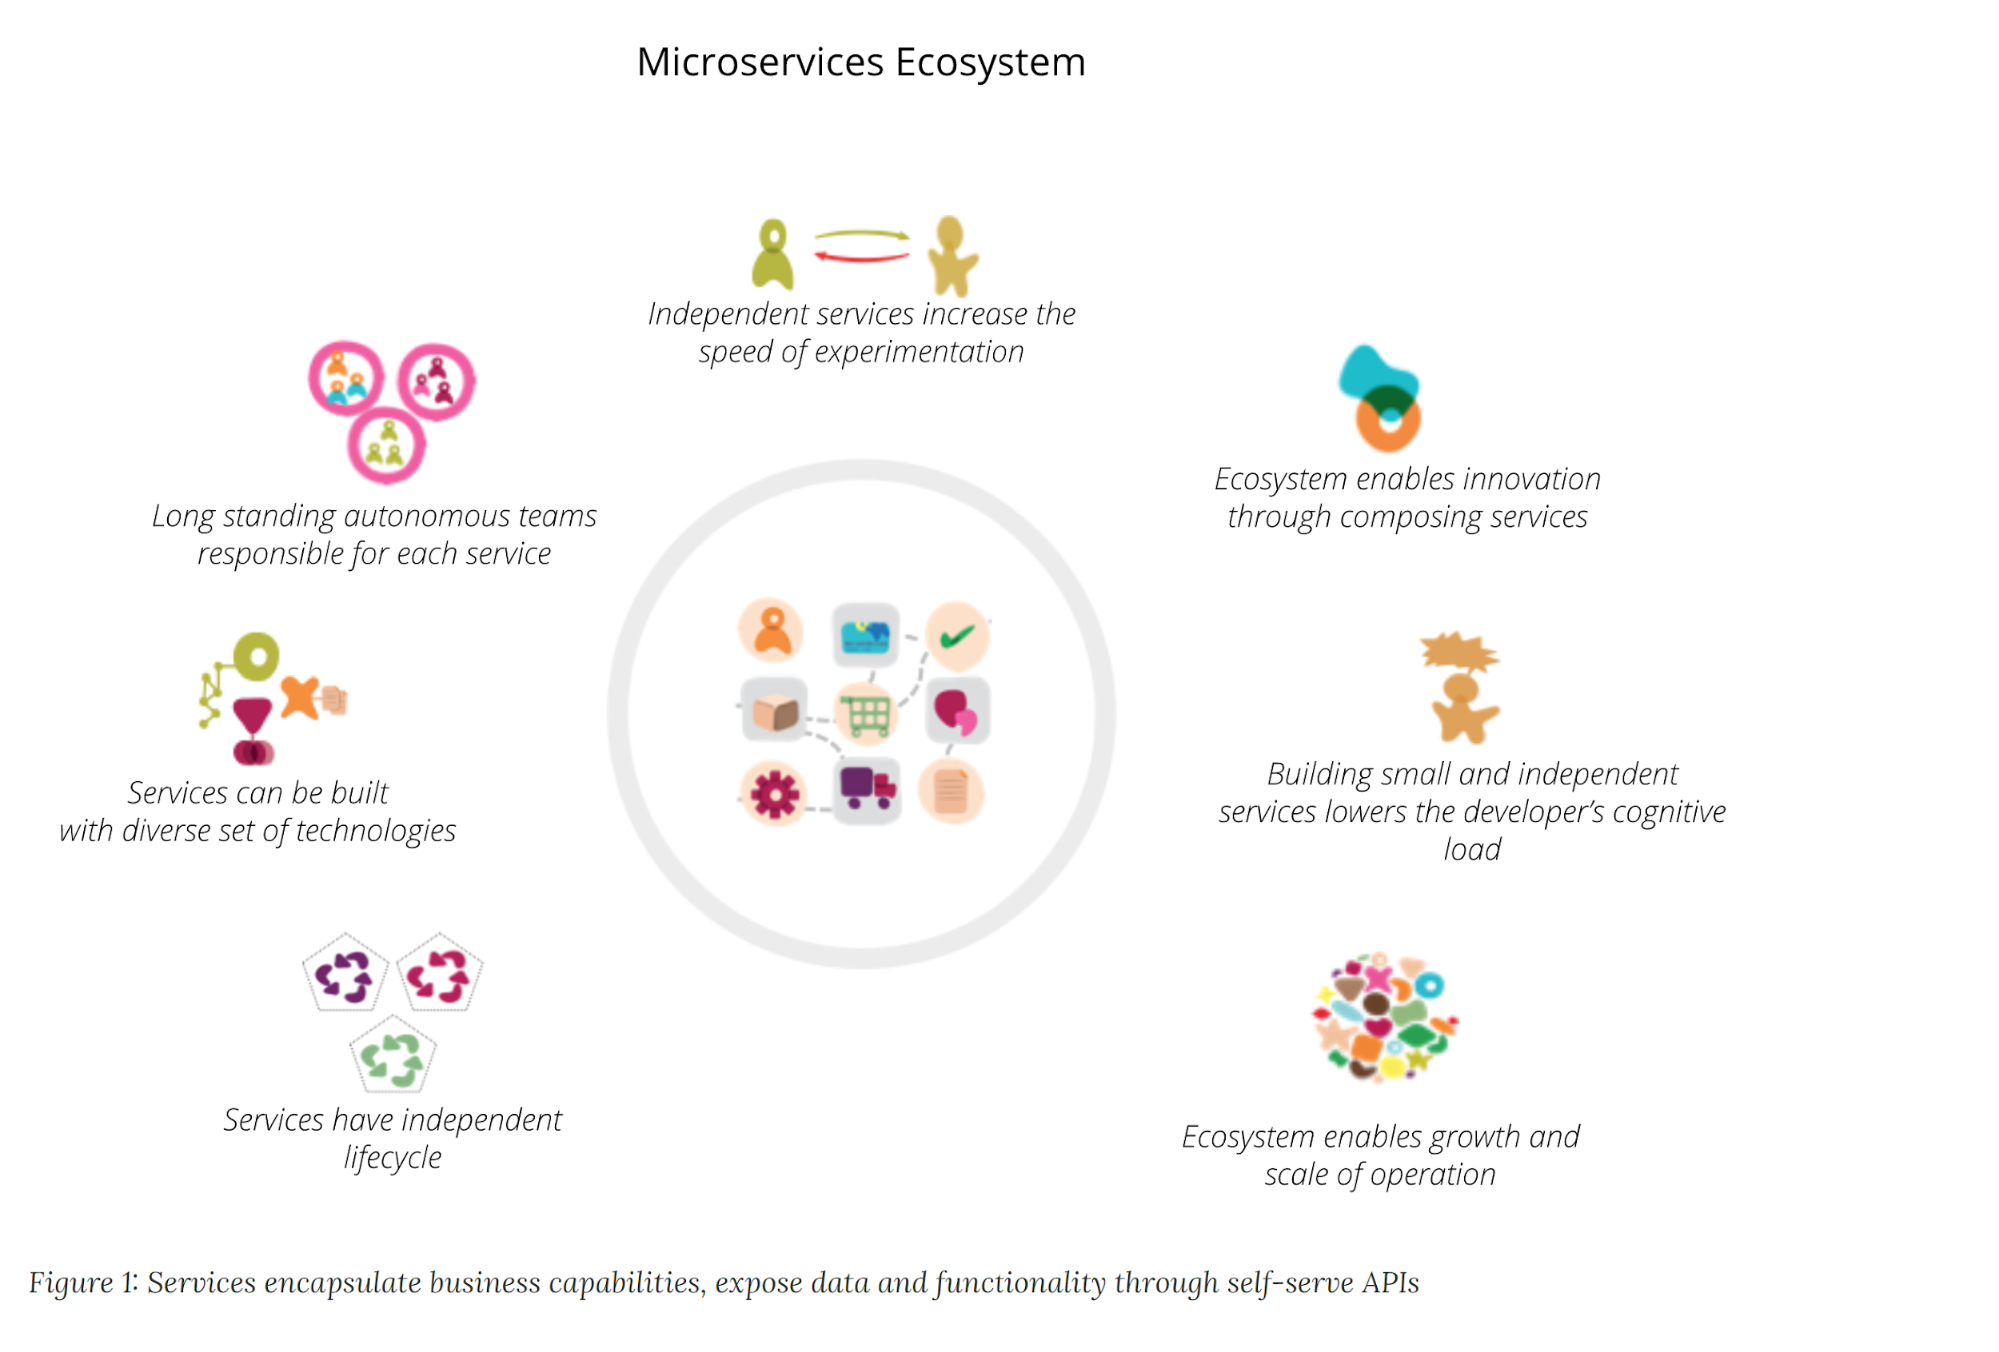 Microservices Ecosystem
Independent services increase the
speed of experimentation
Long standing autonomous teams
responsible for each service
Ecosystem enables innovation
through composing services
Services can be built
with diverse set of technologies
Building small and independent
services lowers the developer’s cognitive
load
Services have independent
lifecycle
Ecosystem enables growth and
scale of operation
Figure 1: Services encapsulate business capabilities, expose data and functionality through self-serve APIs